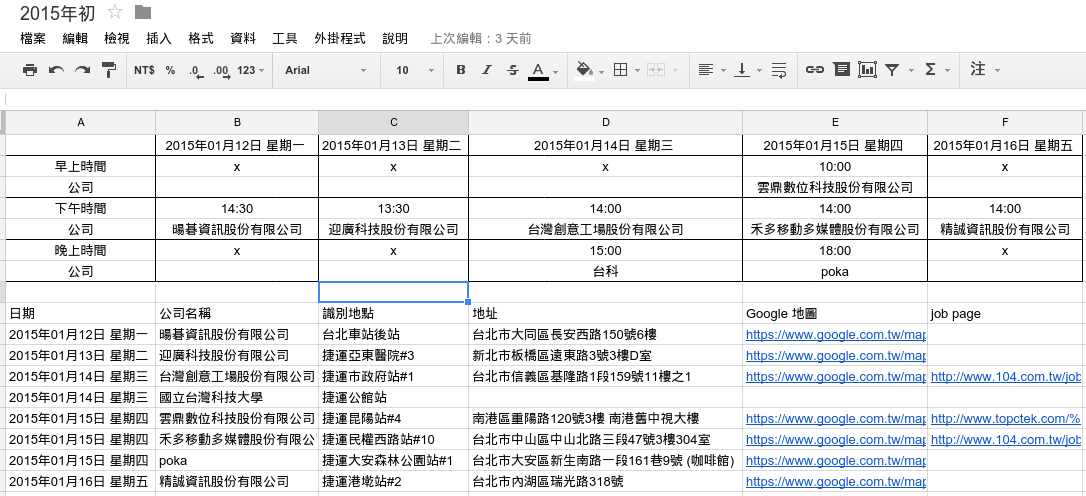 2015年初
檔案 編輯 檢視 插入 格式 資料 工具 外掛程式 說明 上次編輯：3 天前
NT$ % .0 .00 123 Arial 10 B I S A Σ 注
A B C D E F
2015年01月12日 星期一 2015年01月13日 星期二 2015年01月14日 星期三 2015年01月15日 星期四 2015年01月16日 星期五
早上時間 x x x 10:00 x
公司 雲鼎數位科技股份有限公司
下午時間 14:30 13:30 14:00 14:00 14:00
公司 暘碁資訊股份有限公司 迎廣科技股份有限公司 台灣創意工場股份有限公司 禾多移動多媒體股份有限公司 精誠資訊股份有限公司
晚上時間 x x 15:00 18:00 x
公司 台科 poka
日期 公司名稱 識別地點 地址 Google 地圖 job page
2015年01月12日 星期一 暘碁資訊股份有限公司 台北車站後站 台北市大同區長安西路150號6樓 https://www.google.com.tw/map
2015年01月13日 星期二 迎廣科技股份有限公司 捷運亞東醫院#3 新北市板橋區遠東路3號3樓D室 https://www.google.com.tw/map
2015年01月14日 星期三 台灣創意工場股份有限公司 捷運市政府站#1 台北市信義區基隆路1段159號11樓之1 https://www.google.com.tw/map http://www.104.com.tw/job
2015年01月14日 星期三 國立台灣科技大學 捷運公館站
2015年01月15日 星期四 雲鼎數位科技股份有限公司 捷運昆陽站#4 南港區重陽路120號3樓 南港舊中視大樓 https://www.google.com.tw/map http://www.topctek.com/%
2015年01月15日 星期四 禾多移動多媒體股份有限公 捷運民權西路站#10 台北市中山區中山北路三段47號3樓304室 https://www.google.com.tw/map http://www.104.com.tw/job
2015年01月15日 星期四 poka 捷運大安森林公園站#1 台北市大安區新生南路一段161巷9號 (咖啡館) https://www.google.com.tw/map
2015年01月16日 星期五 精誠資訊股份有限公司 捷運港墘站#2 台北市內湖區瑞光路318號 https://www.google.com.tw/map